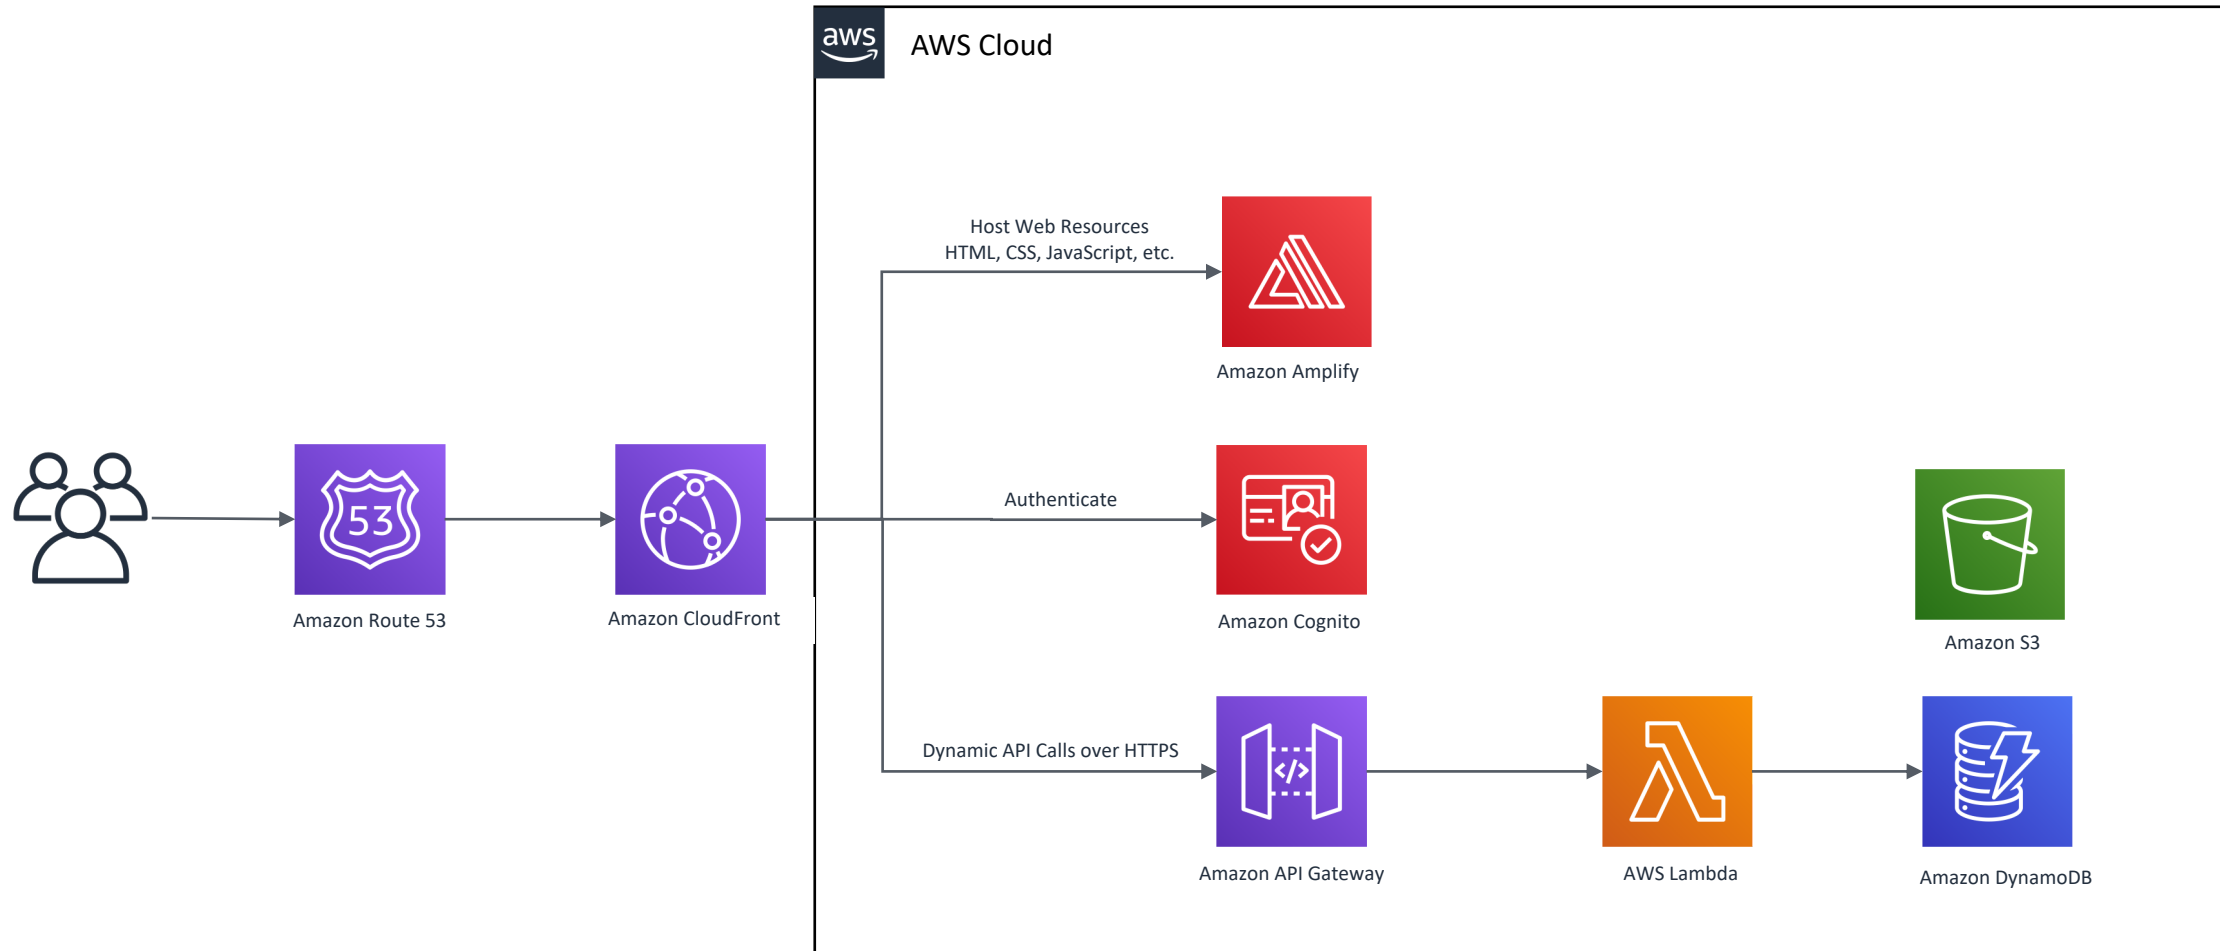 aws
AWS Cloud
Host Web Resources
HTML, CSS, JavaScript, etc.
Amazon Amplify
53
Authenticate
Amazon Route 53
Amazon CloudFront
Amazon Cognito
Amazon S3
Dynamic API Calls over HTTPS
</>
Amazon API Gateway
AWS Lambda
Amazon DynamoDB